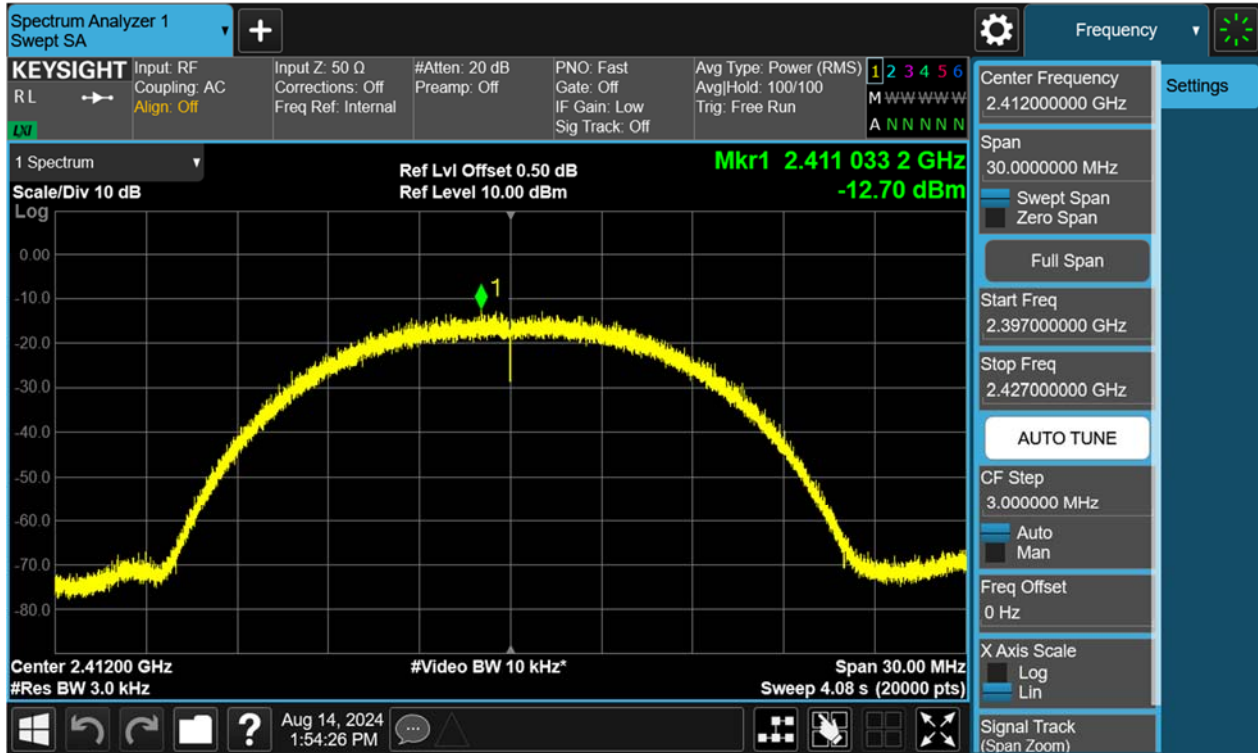 Spectrum Analyzer 1
Swept SA
Frequency
KEYSIGHT
R L
LXI
Input: RF
Coupling: AC
Align: Off
Input Z: 50 Ω
Corrections: Off
Freq Ref: Internal
#Atten: 20 dB
Preamp: Off
PNO: Fast
Gate: Off
IF Gain: Low
Sig Track: Off
Avg Type: Power (RMS)
Avg|Hold: 100/100
Trig: Free Run
1 2 3 4 5 6
M W W W W W
A N N N N N
1 Spectrum
Scale/Div 10 dB
Log
Ref Lvl Offset 0.50 dB
Ref Level 10.00 dBm
Mkr1 2.411 033 2 GHz
-12.70 dBm
1
0.00
-10.0
-20.0
-30.0
-40.0
-50.0
-60.0
-70.0
-80.0
Center 2.41200 GHz
#Res BW 3.0 kHz
#Video BW 10 kHz*
Span 30.00 MHz
Sweep 4.08 s (20000 pts)
Center Frequency
2.412000000 GHz
Settings
Span
30.0000000 MHz
Swept Span
Zero Span
Full Span
Start Freq
2.397000000 GHz
Stop Freq
2.427000000 GHz
AUTO TUNE
CF Step
3.000000 MHz
Auto
Man
Freq Offset
0 Hz
X Axis Scale
Log
Lin
Signal Track
(Span Zoom)
?
Aug 14, 2024
1:54:26 PM